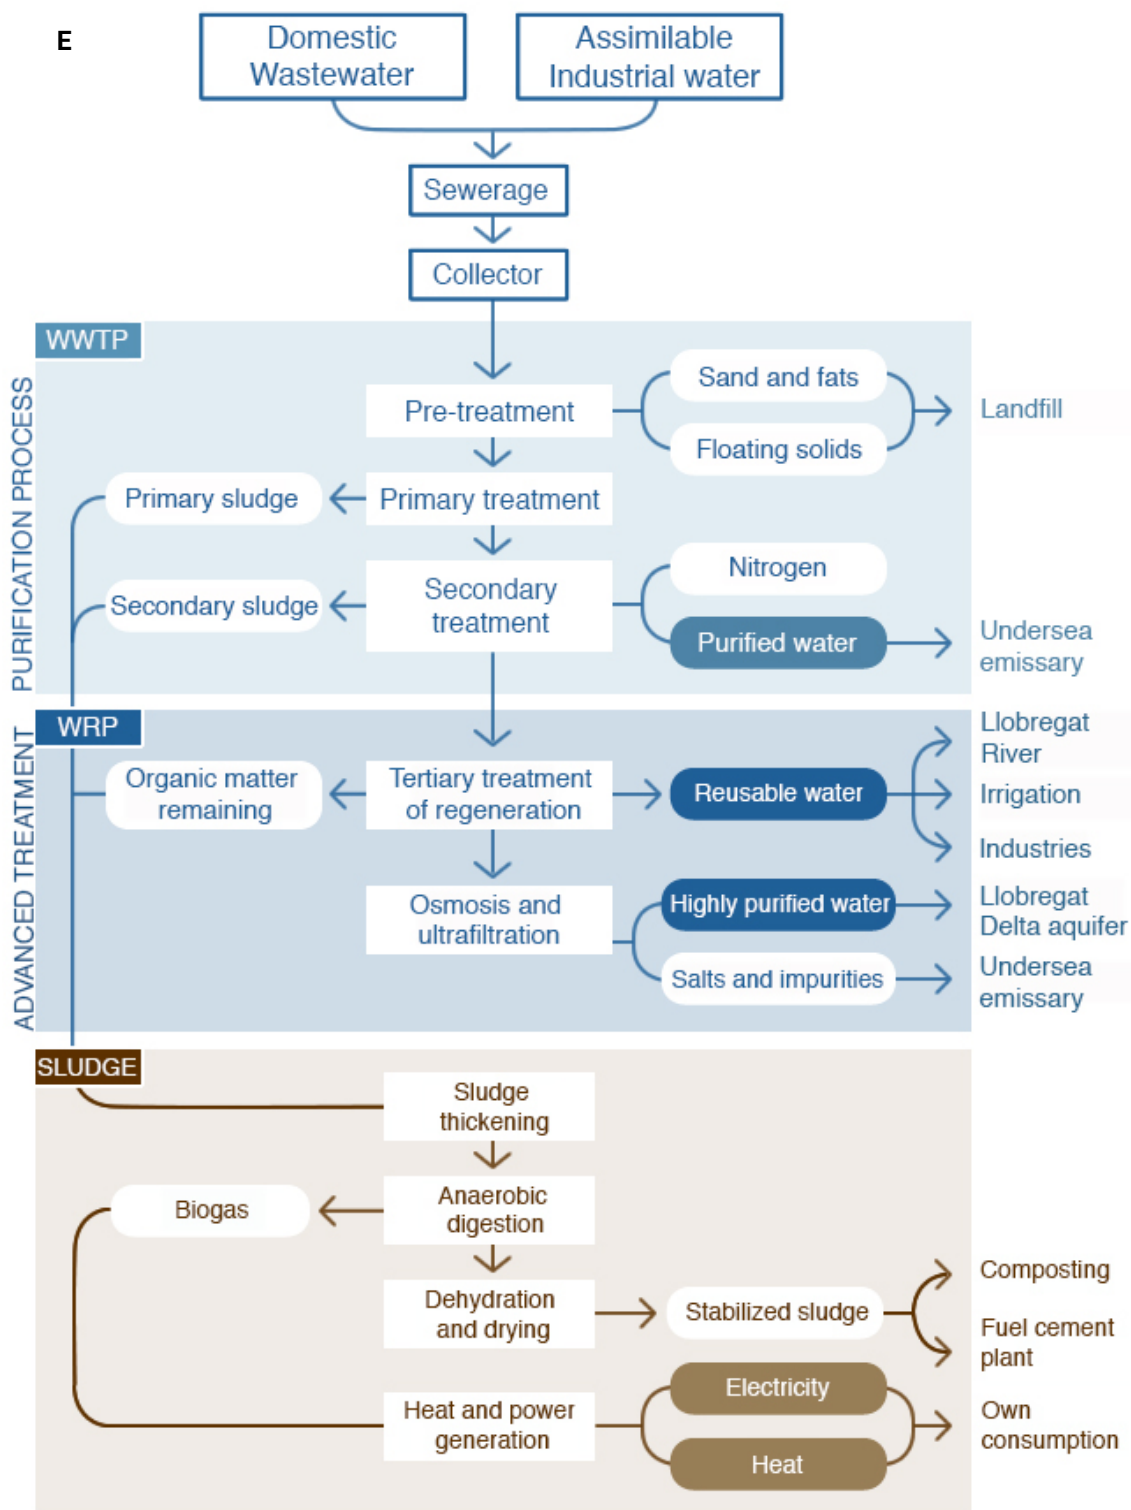 E
Domestic
Wastewater
Assimilable
Industrial water
Sewerage
Collector
WWTP
PURIFICATION PROCESS
Pre-treatment
Sand and fats
Floating solids
Landfill
Primary sludge
Primary treatment
Secondary sludge
Secondary
treatment
Nitrogen
Purified water
Undersea
emissary
WRP
ADVANCED TREATMENT
Organic matter
remaining
Tertiary treatment
of regeneration
Reusable water
Llobregat
River
Irrigation
Industries
Osmosis and
ultrafiltration
Highly purified water
Llobregat
Delta aquifer
Salts and impurities
Undersea
emissary
SLUDGE
Sludge
thickening
Biogas
Anaerobic
digestion
Dehydration
and drying
Stabilized sludge
Composting
Fuel cement
plant
Heat and power
generation
Electricity
Heat
Own
consumption